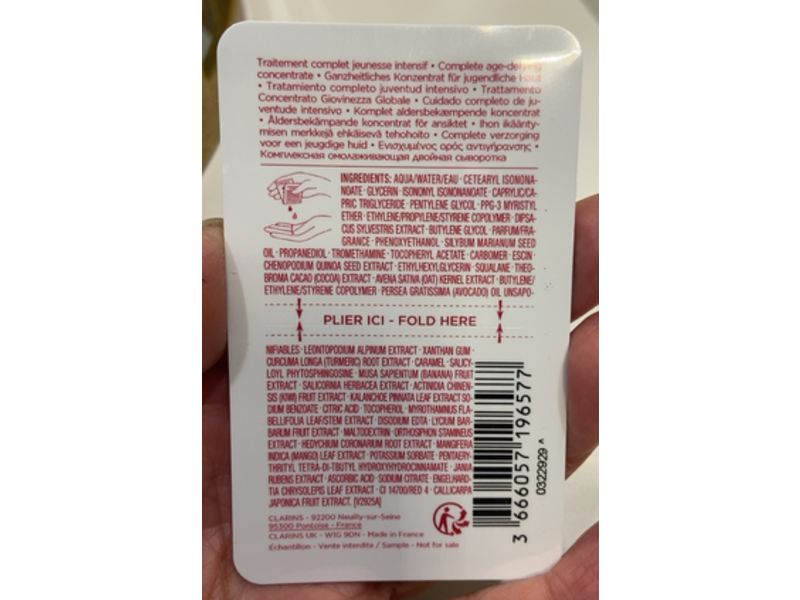 Traitement complet jeunesse intensif • Complete age-defying
concentrate • Ganzheitliches Konzentrat für jugendliche Haut
• Tratamiento completo juventud intensivo • Trattamento
Concentrato Giovinezza Globale • Cuidado completo de ju-
ventude intensivo • Komplet aldersbekæmpende koncentrat
• Åldersbekämpande koncentrat för ansiktet • Ihon ikäänty-
misen merkkejä ehkäisevä tehohoito • Complete verzorging
voor een jeugdige huid • Ενισχυμένος ορός αντιγήρανσης •
Комплексная омолаживающая двойная сыворотка
INGREDIENTS: AQUA/WATER/EAU · CETEARYL ISONONA-
NOATE · GLYCERIN · ISONONYL ISONONANOATE · CAPRYLIC/CA-
PRIC TRIGLYCERIDE · PENTYLENE GLYCOL · PPG-3 MYRISTYL
ETHER · ETHYLENE/PROPYLENE/STYRENE COPOLYMER · DIPSA-
CUS SYLVESTRIS EXTRACT · BUTYLENE GLYCOL · PARFUM/FRA-
GRANCE · PHENOXYETHANOL · SILYBUM MARIANUM SEED
OIL · PROPANEDIOL · TROMETHAMINE · TOCOPHERYL ACETATE · CARBOMER · ESCIN ·
CHENOPODIUM QUINOA SEED EXTRACT · ETHYLHEXYLGLYCERIN · SQUALANE · THEO-
BROMA CACAO (COCOA) EXTRACT · AVENA SATIVA (OAT) KERNEL EXTRACT · BUTYLENE/
ETHYLENE/STYRENE COPOLYMER · PERSEA GRATISSIMA (AVOCADO) OIL UNSAPO-
PLIER ICI - FOLD HERE
NIFIABLES · LEONTOPODIUM ALPINUM EXTRACT · XANTHAN GUM ·
CURCUMA LONGA (TURMERIC) ROOT EXTRACT · CARAMEL · SALICY-
LOYL PHYTOSPHINGOSINE · MUSA SAPIENTUM (BANANA) FRUIT
EXTRACT · SALICORNIA HERBACEA EXTRACT · ACTINIDIA CHINEN-
SIS (KIWI) FRUIT EXTRACT · KALANCHOE PINNATA LEAF EXTRACT SO-
DIUM BENZOATE · CITRIC ACID · TOCOPHEROL · MYROTHAMNUS FLA-
BELLIFOLIA LEAF/STEM EXTRACT · DISODIUM EDTA · LYCIUM BAR-
BARUM FRUIT EXTRACT · MALTODEXTRIN · ORTHOSIPHON STAMINEUS
EXTRACT · HEDYCHIUM CORONARIUM ROOT EXTRACT · MANGIFERA
INDICA (MANGO) LEAF EXTRACT · POTASSIUM SORBATE · PENTAERY-
THRITYL TETRA-DI-TBUTYL HYDROXYHYDROCINNAMATE · JANIA
RUBENS EXTRACT · ASCORBIC ACID · SODIUM CITRATE · ENGELHARD-
TIA CHRYSOLEPIS LEAF EXTRACT · CI 14700/RED 4 · CALLICARPA
JAPONICA FRUIT EXTRACT. [V2925A]
CLARINS - 92200 Neuilly-sur-Seine
95300 Pontoise - France
CLARINS UK - W1G 9DN - Made in France
Échantillon - Vente interdite / Sample - Not for sale
3 666057 196577
0322929 ^